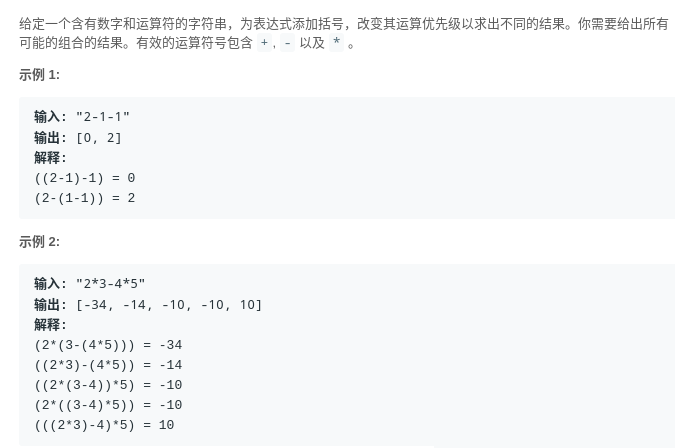 给定一个含有数字和运算符的字符串，为表达式添加括号，改变其运算优先级以求出不同的结果。你需要给出所有
可能的组合的结果。有效的运算符号包含 +, - 以及 * 。
示例 1:
输入: "2-1-1"
输出: [0, 2]
解释:
((2-1)-1) = 0
(2-(1-1)) = 2
示例 2:
输入: "2*3-4*5"
输出: [-34, -14, -10, -10, 10]
解释:
(2*(3-(4*5))) = -34
((2*3)-(4*5)) = -14
((2*(3-4))*5) = -10
(2*((3-4)*5)) = -10
(((2*3)-4)*5) = 10